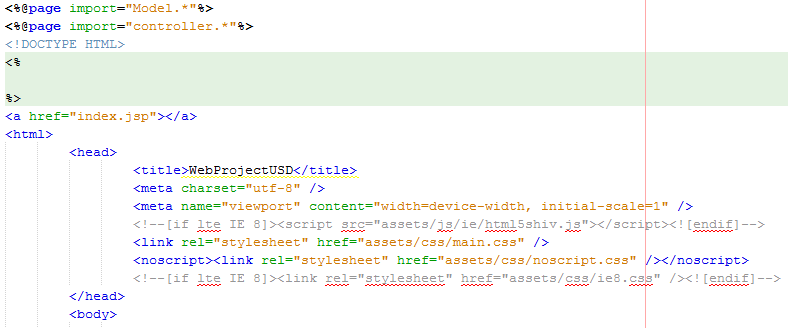 <%@page import="Model.*"%>
<%@page import="controller.*"%>
<!DOCTYPE HTML>
<%
%>
<a href="index.jsp"></a>
<html>
<head>
<title>WebProjectUSD</title>
<meta charset="utf-8" />
<meta name="viewport" content="width=device-width, initial-scale=1" />
<!--[if lte IE 8]><script src="assets/js/ie/html5shiv.js"></script><![endif]-->
<link rel="stylesheet" href="assets/css/main.css" />
<noscript><link rel="stylesheet" href="assets/css/noscript.css" /></noscript>
<!--[if lte IE 8]><link rel="stylesheet" href="assets/css/ie8.css" /><![endif]-->
</head>
<body>